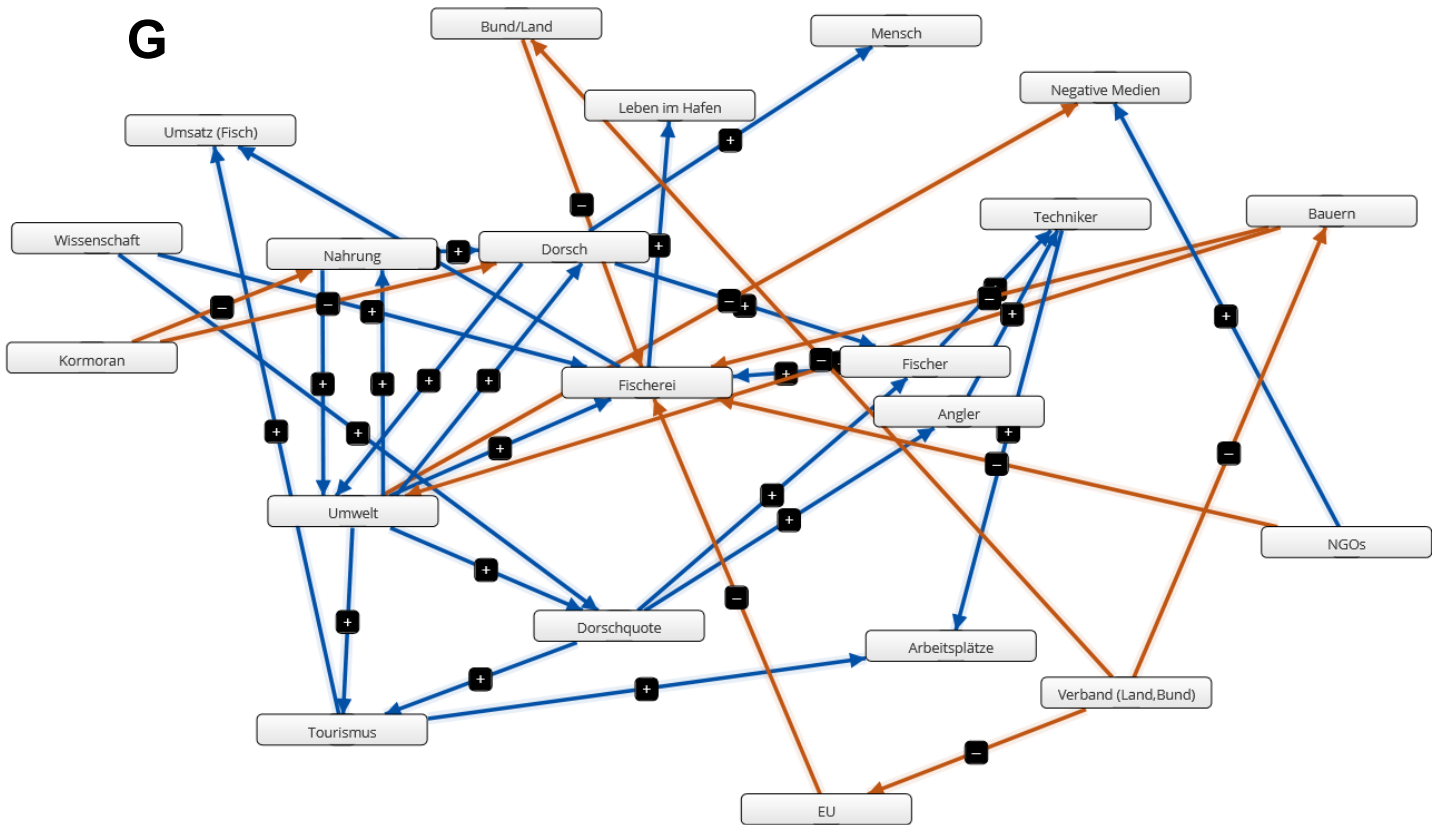 G
Bund/Land
Mensch
Leben im Hafen
Negative Medien
Umsatz (Fisch)
Techniker
Bauern
Wissenschaft
Nahrung
Dorsch
Kormoran
Fischerei
Fischer
Angler
Umwelt
NGOs
Dorschquote
Arbeitsplätze
Tourismus
Verband (Land,Bund)
EU